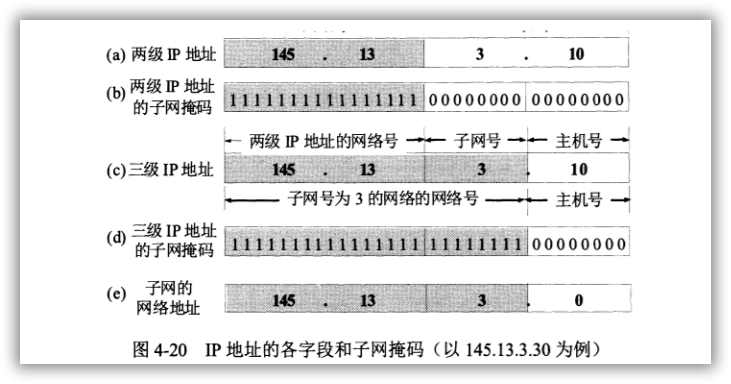 (a) 两级 IP 地址 145 . 13 3 . 10
(b) 两级 IP 地址
的子网掩码
1111111111111111 00000000 00000000
两级 IP 地址的网络号 子网号 主机号
(c) 三级 IP 地址 145 . 13 . 3 . 10
子网号为 3 的网络的网络号 主机号
(d) 三级 IP 地址
的子网掩码
1111111111111111 11111111 00000000
(e) 子网的
网络地址
145 . 13 . 3 . 0
图 4-20 IP 地址的各字段和子网掩码（以 145.13.3.30 为例）